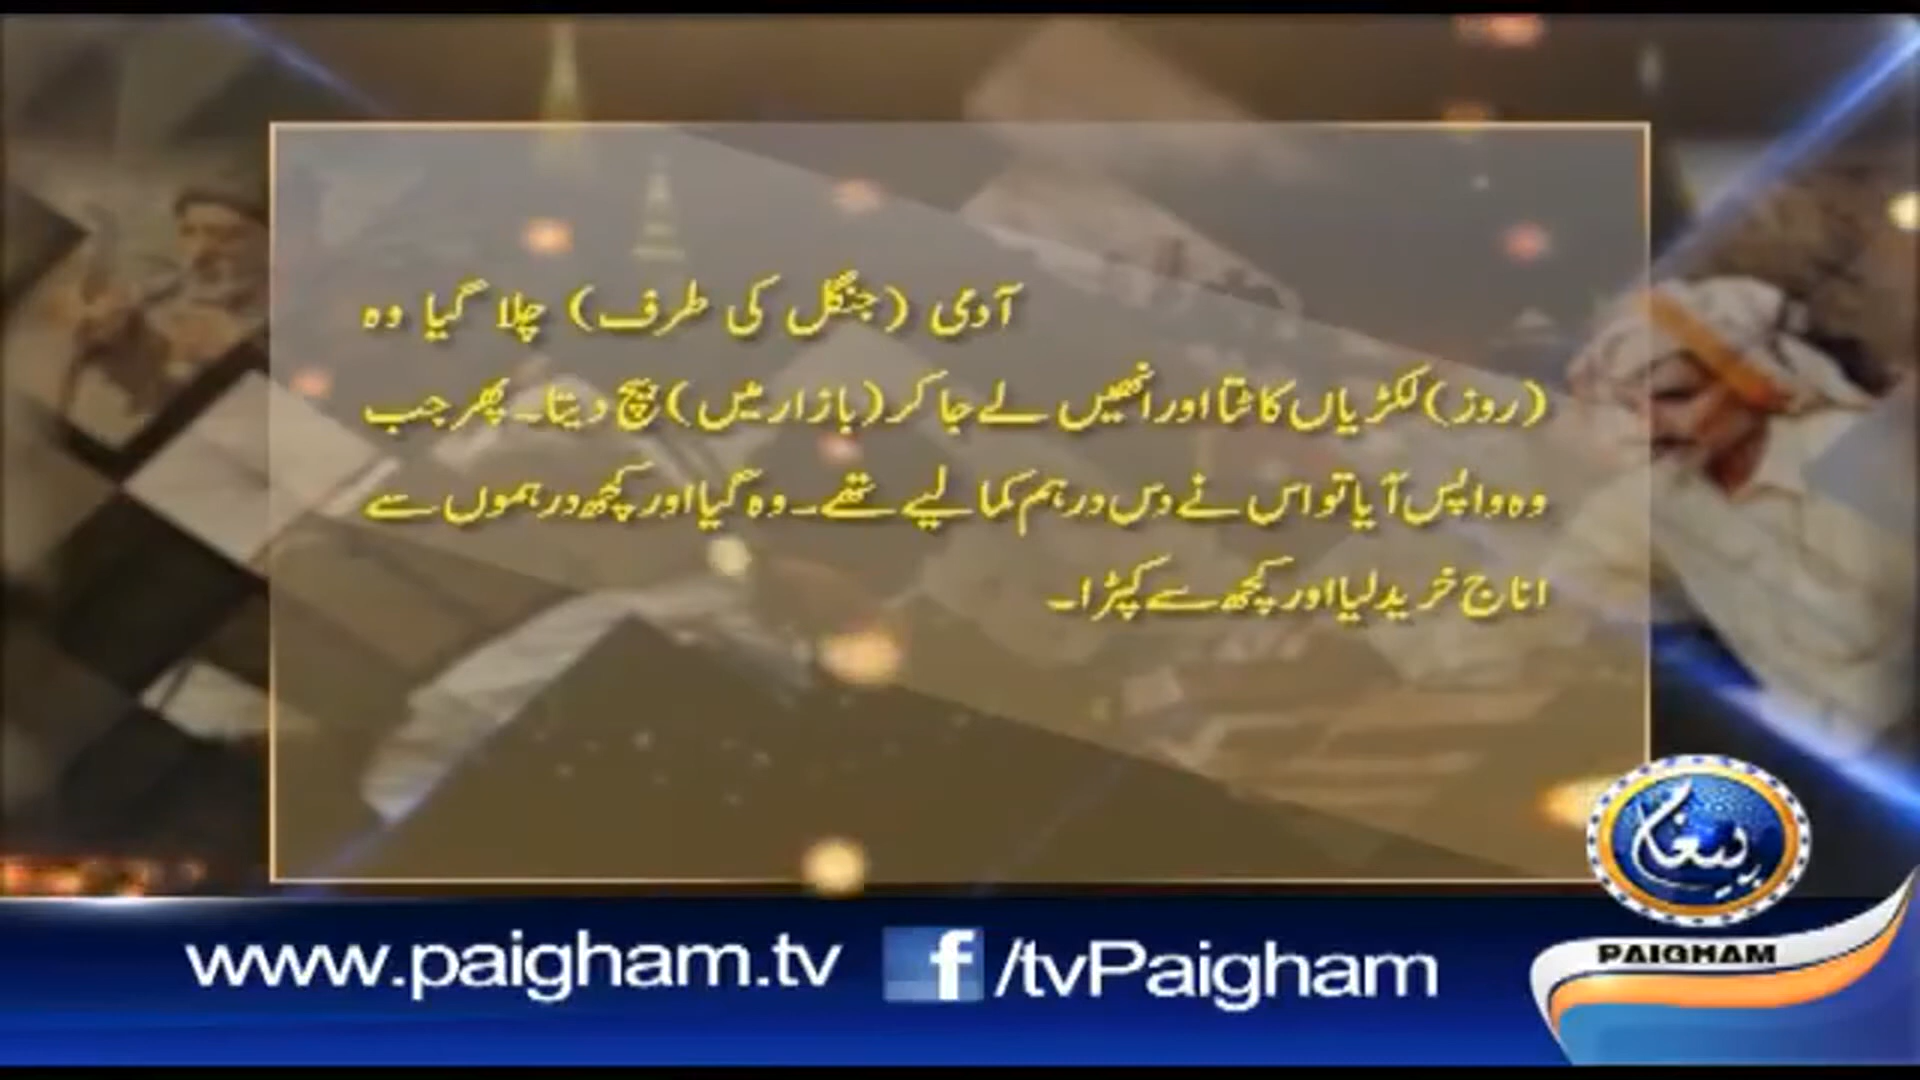 آدمی (جنگل کی طرف) چلا گیا وہ
(روز) لکڑیاں کاٹتا اور انھیں لے جا کر (بازار میں) بیچ دیتا۔ پھر جب
وہ واپس آیا تو اس نے دس درہم کما لیے تھے۔ وہ گیا اور کچھ درہموں سے
اناج خرید لیا اور کچھ سے کپڑا۔
پیغام
PAIGHAM
www.paigham.tv f/tvPaigham